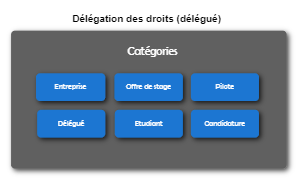 Délégation des droits (délégué)
Catégories
Entreprise Offre de stage Pilote
Délégué Etudiant Candidature